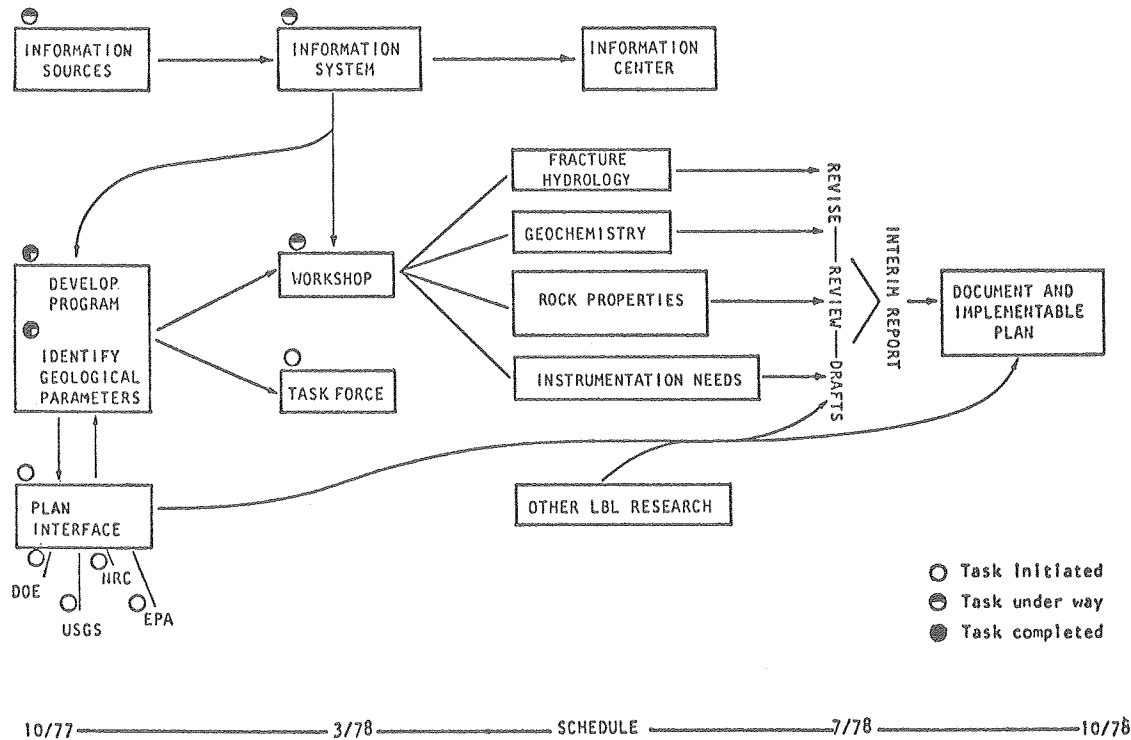 INFORMATION
SOURCES
INFORMATION
SYSTEM
INFORMATION
CENTER
FRACTURE
HYDROLOGY
GEOCHEMISTRY
ROCK PROPERTIES
INSTRUMENTATION NEEDS
WORKSHOP
TASK FORCE
DEVELOP
PROGRAM
IDENTIFY
GEOLOGICAL
PARAMETERS
PLAN
INTERFACE
DOE
USGS
NRC
EPA
OTHER LBL RESEARCH
REVISE — REVIEW — DRAFTS
INTERIM REPORT
DOCUMENT AND
IMPLEMENTABLE
PLAN
Task initiated
Task under way
Task completed
10/77 — 3/78 — SCHEDULE — 7/78 — 10/78